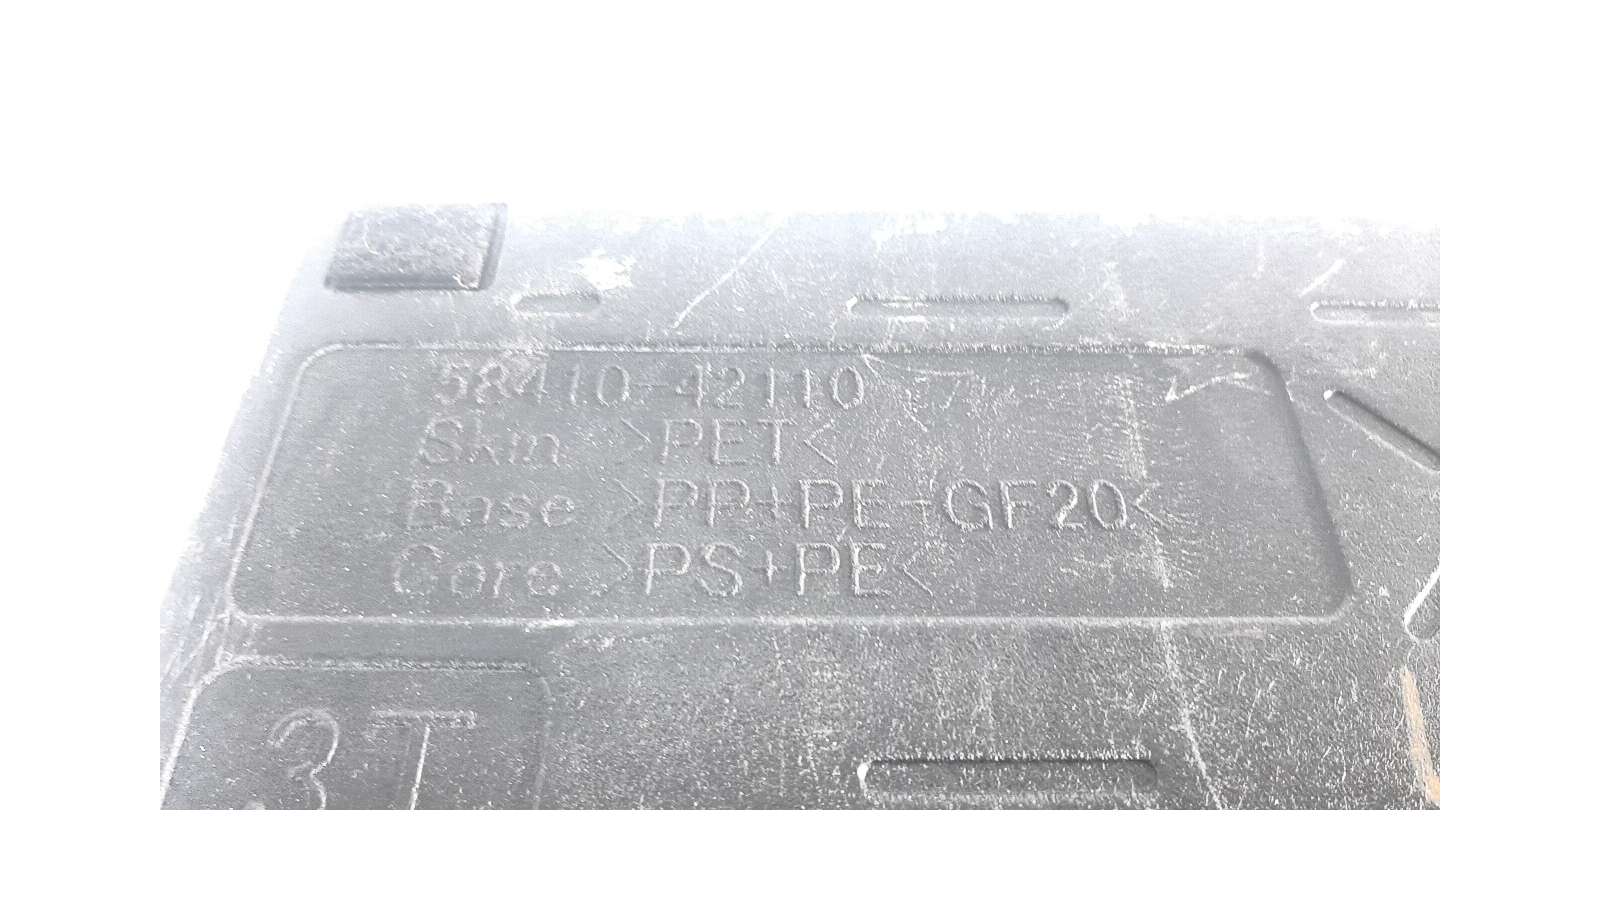 58410-42110
Skin >PET<
Base >PP+PE-GF20<
Core >PS+PE<
3T